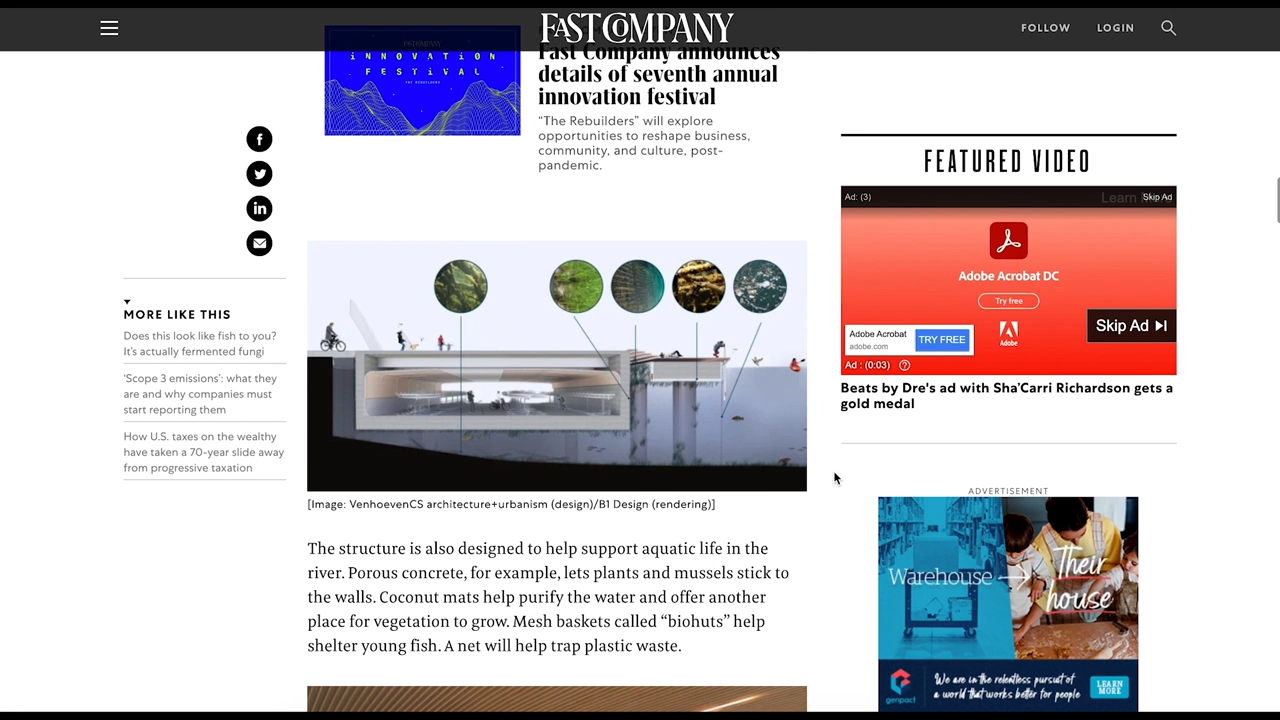 FAST COMPANY
FOLLOW
LOGIN
FAST COMPANY
INNOVATION
FESTIVAL
THE REBUILDERS
Fast Company announces
details of seventh annual
innovation festival
“The Rebuilders” will explore
opportunities to reshape business,
community, and culture, post-
pandemic.
MORE LIKE THIS
Does this look like fish to you?
It’s actually fermented fungi
‘Scope 3 emissions’: what they
are and why companies must
start reporting them
How U.S. taxes on the wealthy
have taken a 70-year slide away
from progressive taxation
[Image: VenhoevenCS architecture+urbanism (design)/B1 Design (rendering)]
The structure is also designed to help support aquatic life in the
river. Porous concrete, for example, lets plants and mussels stick to
the walls. Coconut mats help purify the water and offer another
place for vegetation to grow. Mesh baskets called “biohuts” help
shelter young fish. A net will help trap plastic waste.
FEATURED VIDEO
Ad: (3)
Learn
Skip Ad
Adobe Acrobat DC
Try free
Adobe
Skip Ad
Adobe Acrobat
adobe.com
TRY FREE
Ad : (0:03)
Beats by Dre's ad with Sha’Carri Richardson gets a
gold medal
ADVERTISEMENT
Warehouse
Their
house
genpact
We are in the relentless pursuit of
a world that works better for people
LEARN
MORE